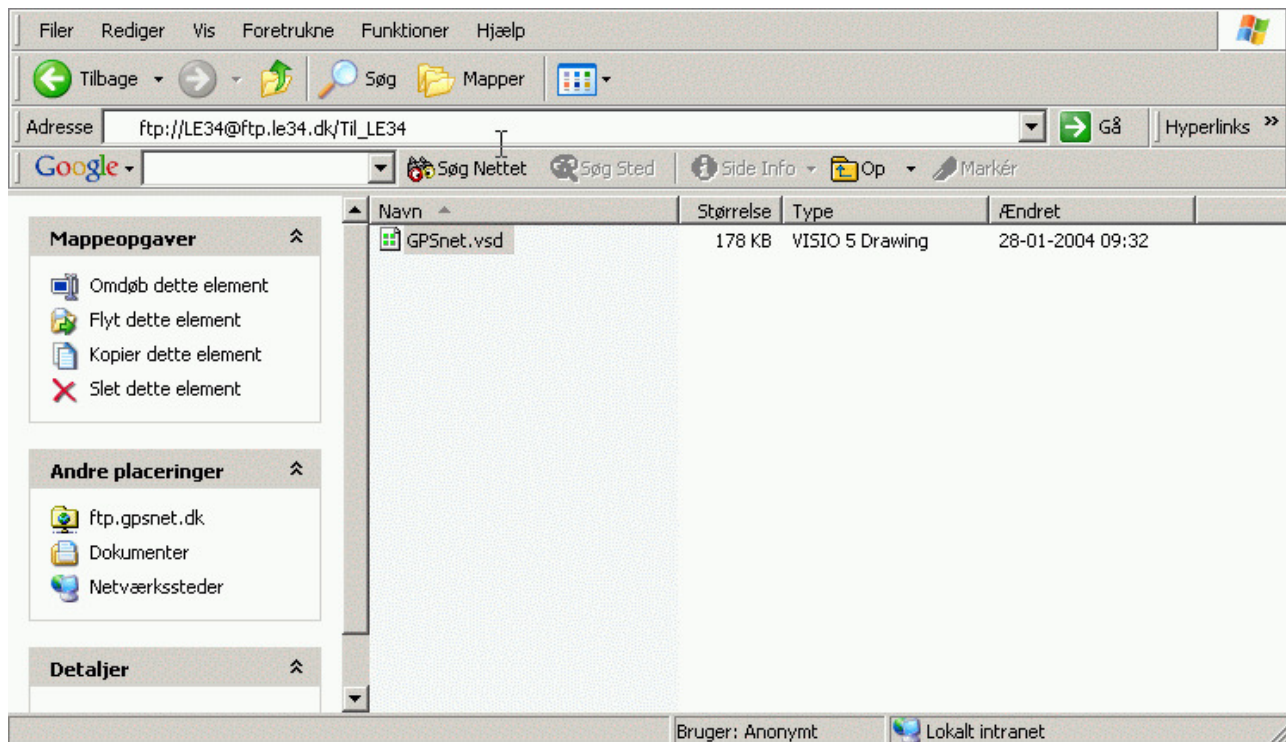 Filer Rediger Vis Foretrukne Funktioner Hjælp
Tilbage Søg Mapper
Adresse ftp://LE34@ftp.le34.dk/Til_LE34 Gå Hyperlinks »
Google Søg Nettet Søg Sted Side Info Op Markér
Navn Størrelse Type Ændret
GPSnet.vsd 178 KB VISIO 5 Drawing 28-01-2004 09:32
Mappeopgaver
Omdøb dette element
Flyt dette element
Kopier dette element
Slet dette element
Andre placeringer
ftp.gpsnet.dk
Dokumenter
Netværkssteder
Detaljer
Bruger: Anonymt Lokalt intranet